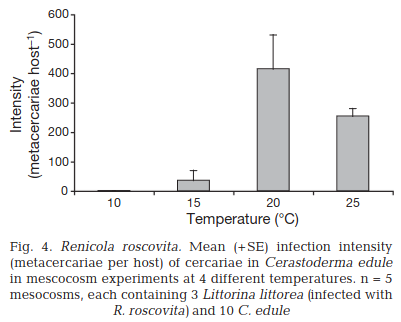 600
500
400
300
200
100
0
Intensity
(metacercariae host⁻¹)
10 15 20 25
Temperature (°C)
Fig. 4. Renicola roscovita. Mean (+SE) infection intensity
(metacercariae per host) of cercariae in Cerastoderma edule
in mescocosm experiments at 4 different temperatures. n = 5
mesocosms, each containing 3 Littorina littorea (infected with
R. roscovita) and 10 C. edule